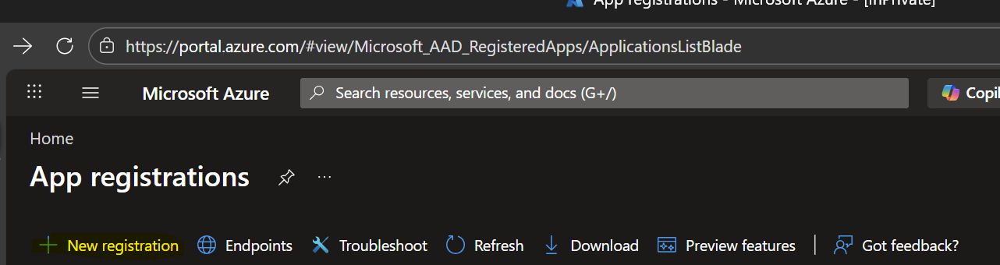 App registrations - Microsoft Azure - [InPrivate]
https://portal.azure.com/#view/Microsoft_AAD_RegisteredApps/ApplicationsListBlade
Microsoft Azure
Search resources, services, and docs (G+/)
Home
App registrations
New registration
Endpoints
Troubleshoot
Refresh
Download
Preview features
Got feedback?